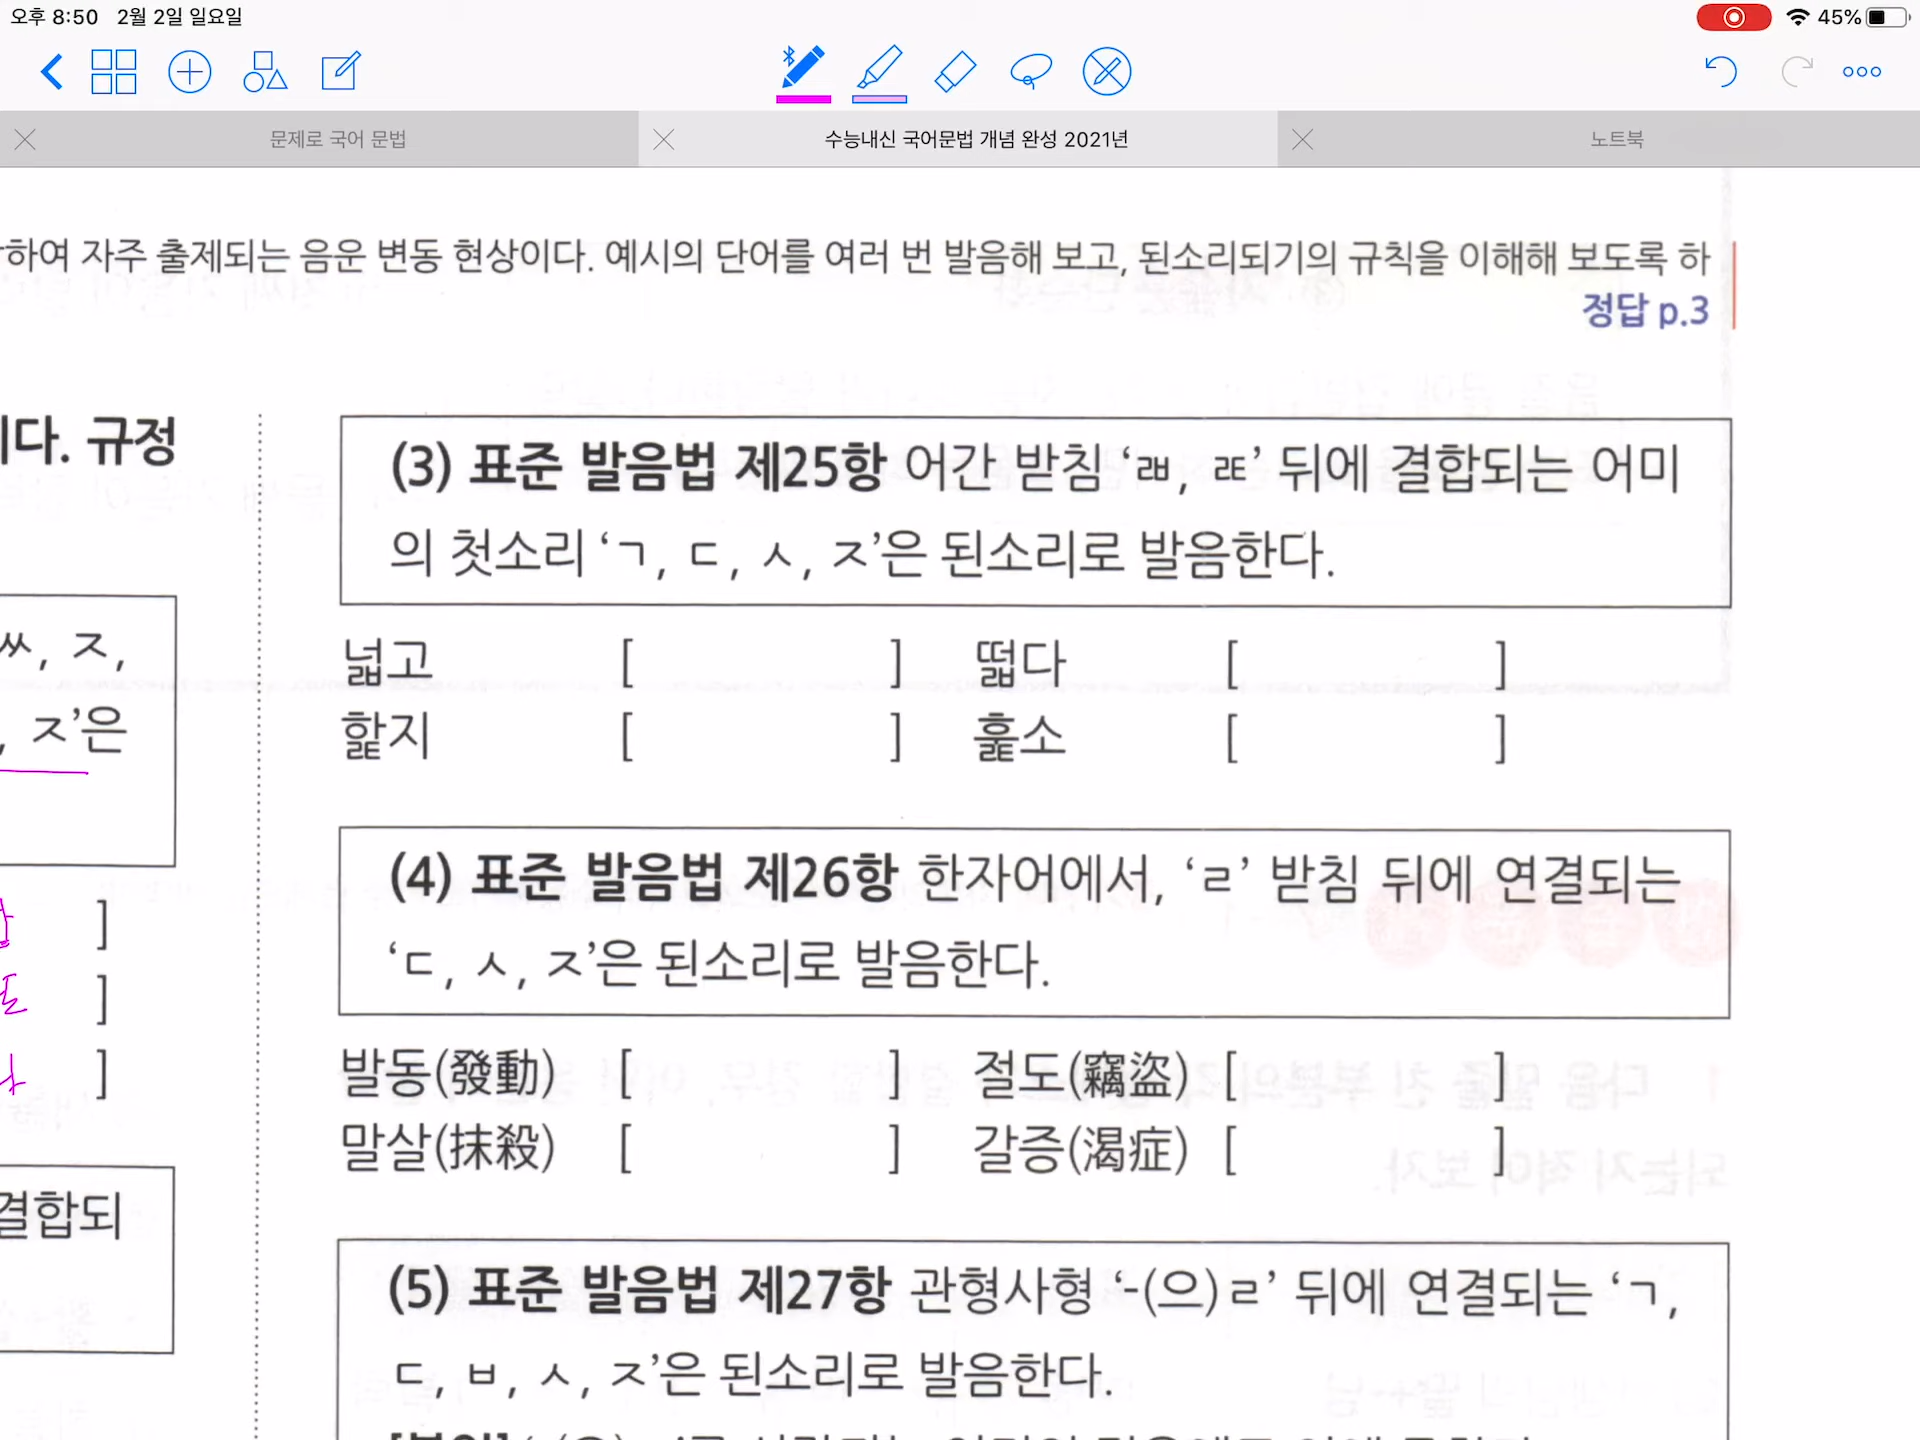 오후 8:50 2월 2일 일요일
45%
문제로 국어 문법
수능내신 국어문법 개념 완성 2021년
노트북
하여 자주 출제되는 음운 변동 현상이다. 예시의 단어를 여러 번 발음해 보고, 된소리되기의 규칙을 이해해 보도록 하
정답 p.3
다. 규정
ㅆ, ㅈ,
, ㅈ’은
]
]
]
결합되
(3) 표준 발음법 제25항 어간 받침 ‘ㄼ, ㄾ’ 뒤에 결합되는 어미
의 첫소리 ‘ㄱ, ㄷ, ㅅ, ㅈ’은 된소리로 발음한다.
넓고 [ ] 떫다 [ ]
핥지 [ ] 훑소 [ ]
(4) 표준 발음법 제26항 한자어에서, ‘ㄹ’ 받침 뒤에 연결되는
‘ㄷ, ㅅ, ㅈ’은 된소리로 발음한다.
발동(發動) [ ] 절도(竊盜) [ ]
말살(抹殺) [ ] 갈증(渴症) [ ]
(5) 표준 발음법 제27항 관형사형 ‘-(으)ㄹ’ 뒤에 연결되는 ‘ㄱ,
ㄷ, ㅂ, ㅅ, ㅈ’은 된소리로 발음한다.